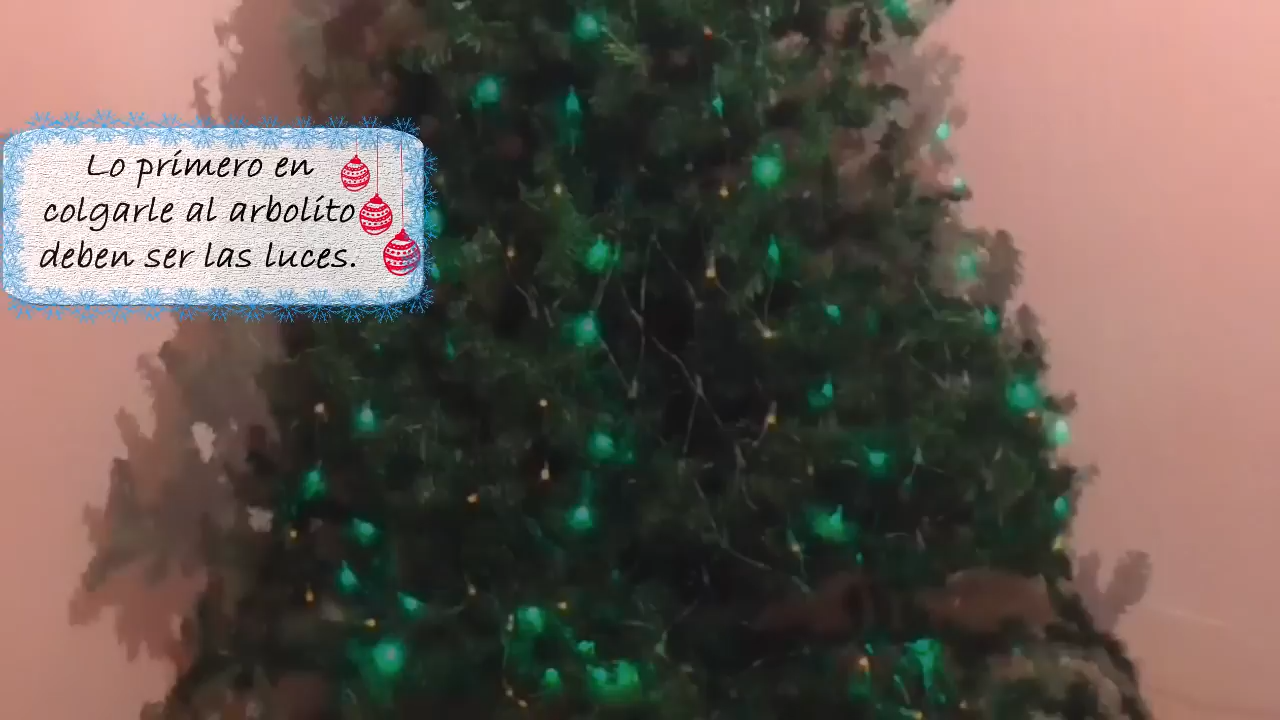 Lo primero en
colgarle al arbolito
deben ser las luces.